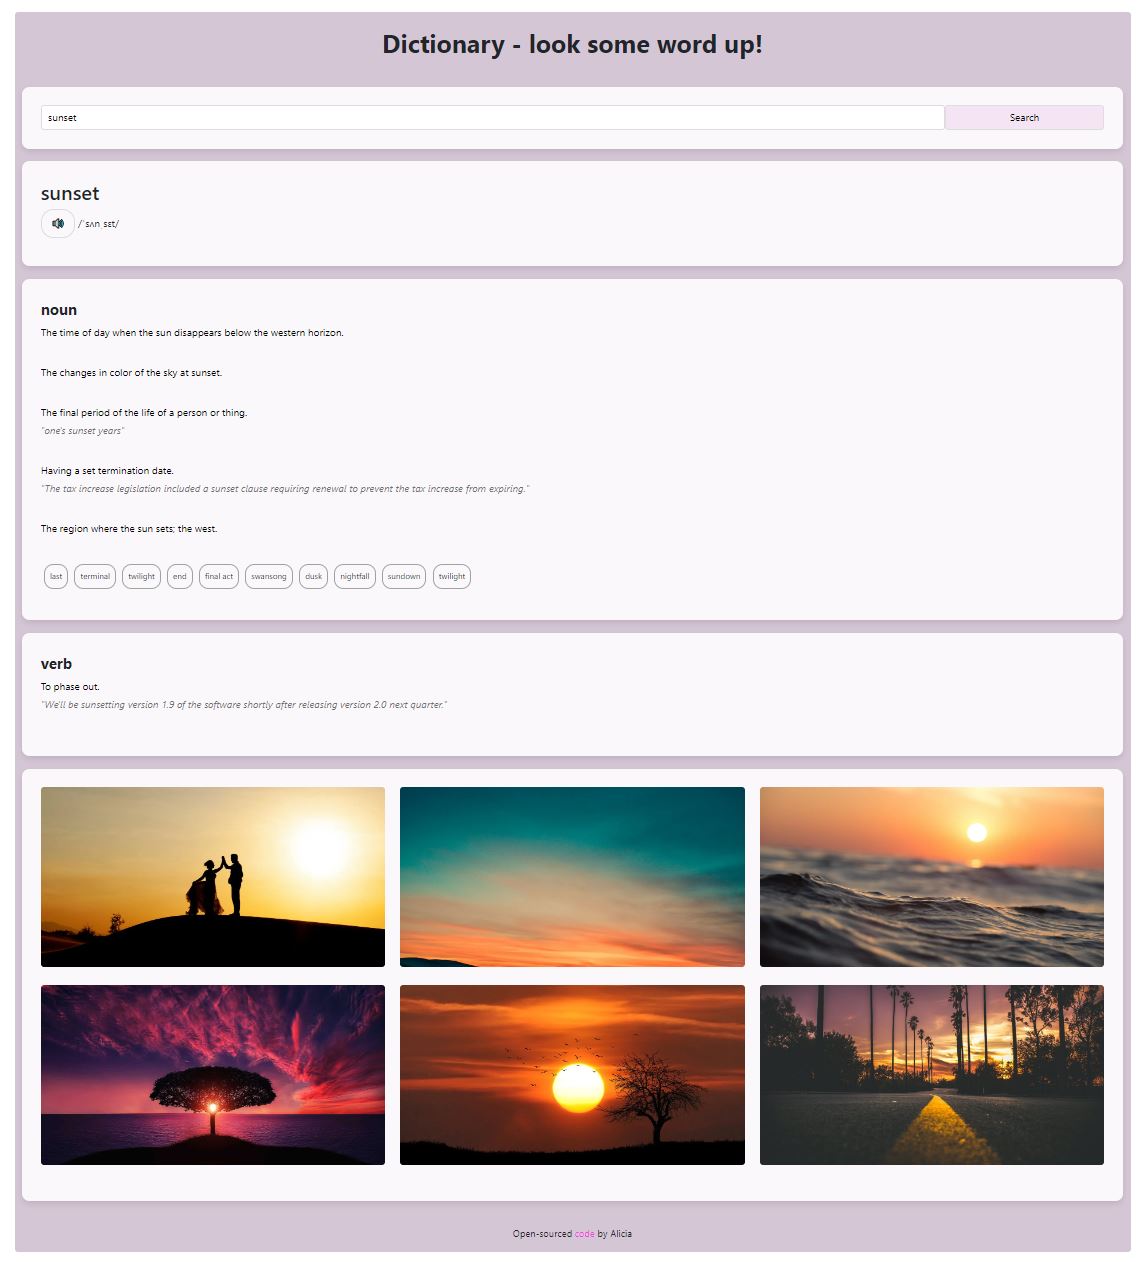 Dictionary - look some word up!
sunset
Search
sunset
/ˈsʌnˌsɛt/
noun
The time of day when the sun disappears below the western horizon.
The changes in color of the sky at sunset.
The final period of the life of a person or thing.
"one's sunset years"
Having a set termination date.
"The tax increase legislation included a sunset clause requiring renewal to prevent the tax increase from expiring."
The region where the sun sets; the west.
last terminal twilight end final act swansong dusk nightfall sundown twilight
verb
To phase out.
"We'll be sunsetting version 1.9 of the software shortly after releasing version 2.0 next quarter."
Open-sourced code by Alicia